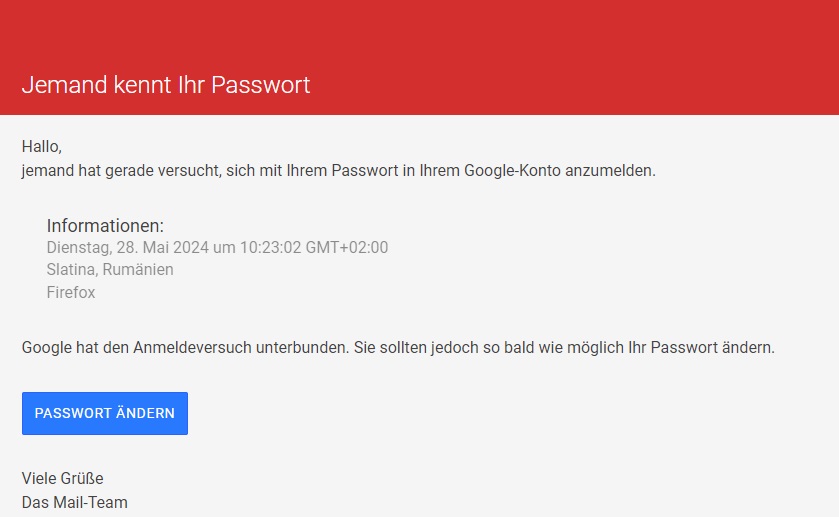 Jemand kennt Ihr Passwort
Hallo,
jemand hat gerade versucht, sich mit Ihrem Passwort in Ihrem Google-Konto anzumelden.
Informationen:
Dienstag, 28. Mai 2024 um 10:23:02 GMT+02:00
Slatina, Rumänien
Firefox
Google hat den Anmeldeversuch unterbunden. Sie sollten jedoch so bald wie möglich Ihr Passwort ändern.
PASSWORT ÄNDERN
Viele Grüße
Das Mail-Team